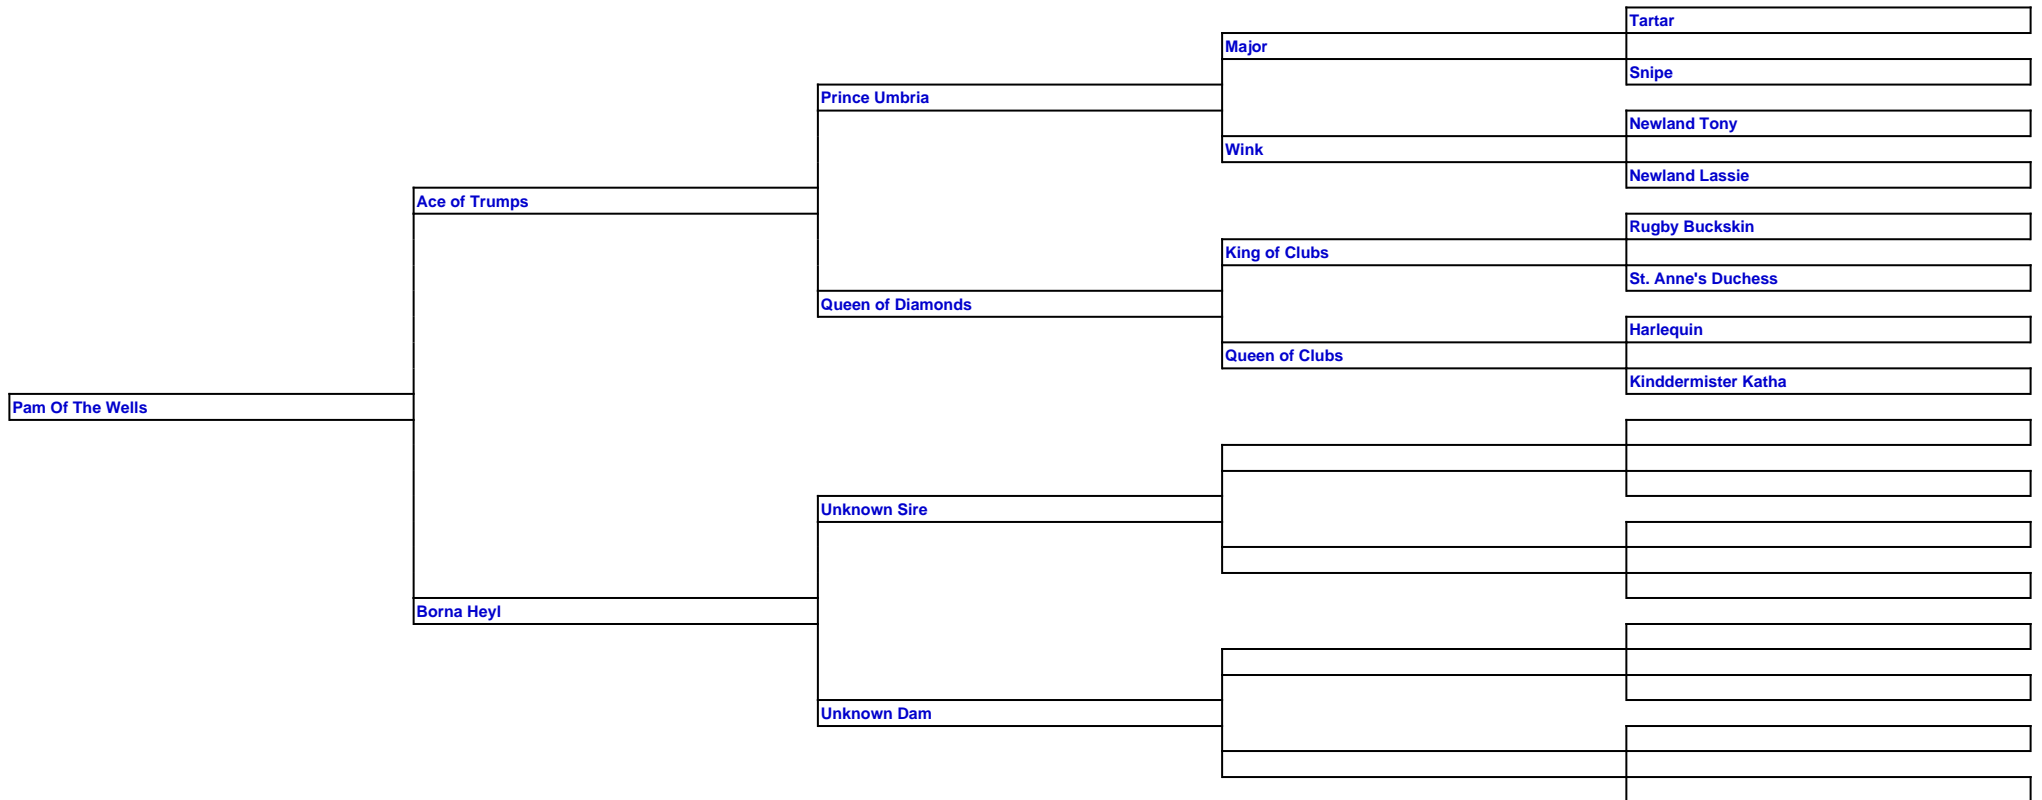 Tartar
Major
Snipe
Prince Umbria
Newland Tony
Wink
Newland Lassie
Ace of Trumps
Rugby Buckskin
King of Clubs
St. Anne's Duchess
Queen of Diamonds
Harlequin
Queen of Clubs
Kinddermister Katha
Pam Of The Wells
Unknown Sire
Borna Heyl
Unknown Dam